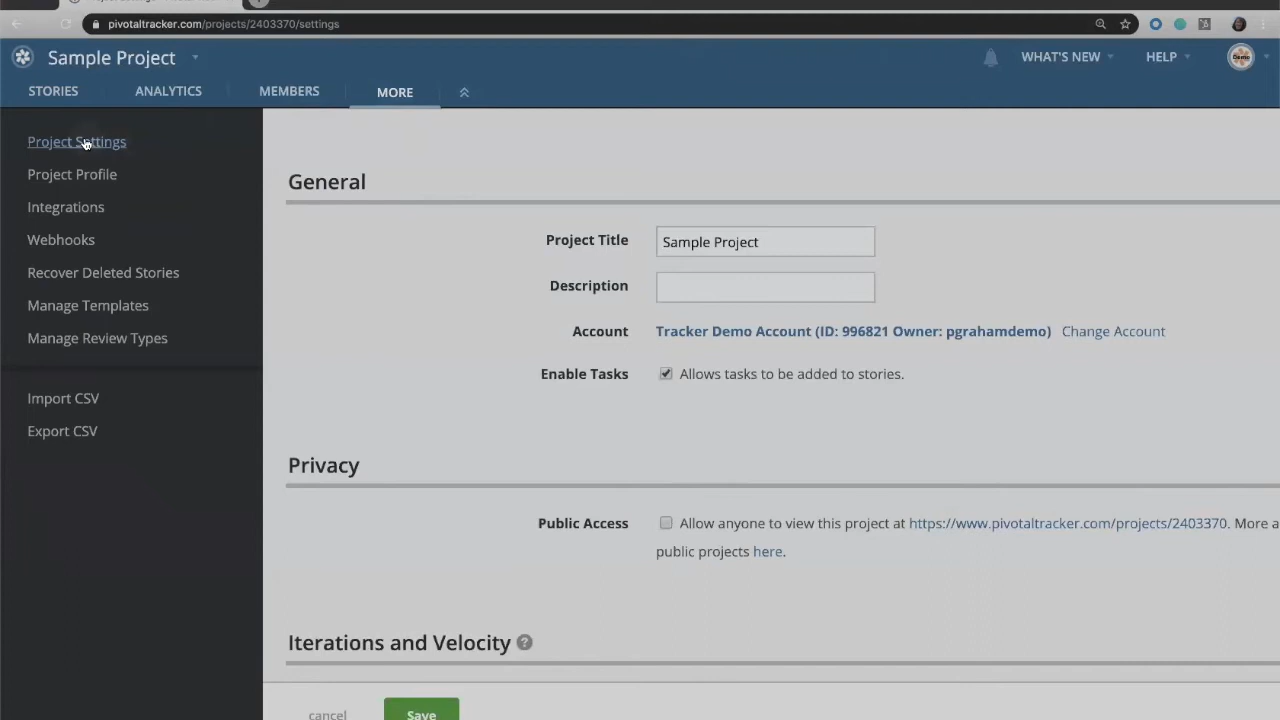 pivotaltracker.com/projects/2403370/settings
Sample Project
WHAT'S NEW
HELP
Demo
STORIES
ANALYTICS
MEMBERS
MORE
Project Settings
Project Profile
Integrations
Webhooks
Recover Deleted Stories
Manage Templates
Manage Review Types
Import CSV
Export CSV
General
Project Title
Sample Project
Description
Account
Tracker Demo Account (ID: 996821 Owner: pgrahamdemo) Change Account
Enable Tasks
Allows tasks to be added to stories.
Privacy
Public Access
Allow anyone to view this project at https://www.pivotaltracker.com/projects/2403370. More a
public projects here.
Iterations and Velocity ?
cancel
Save